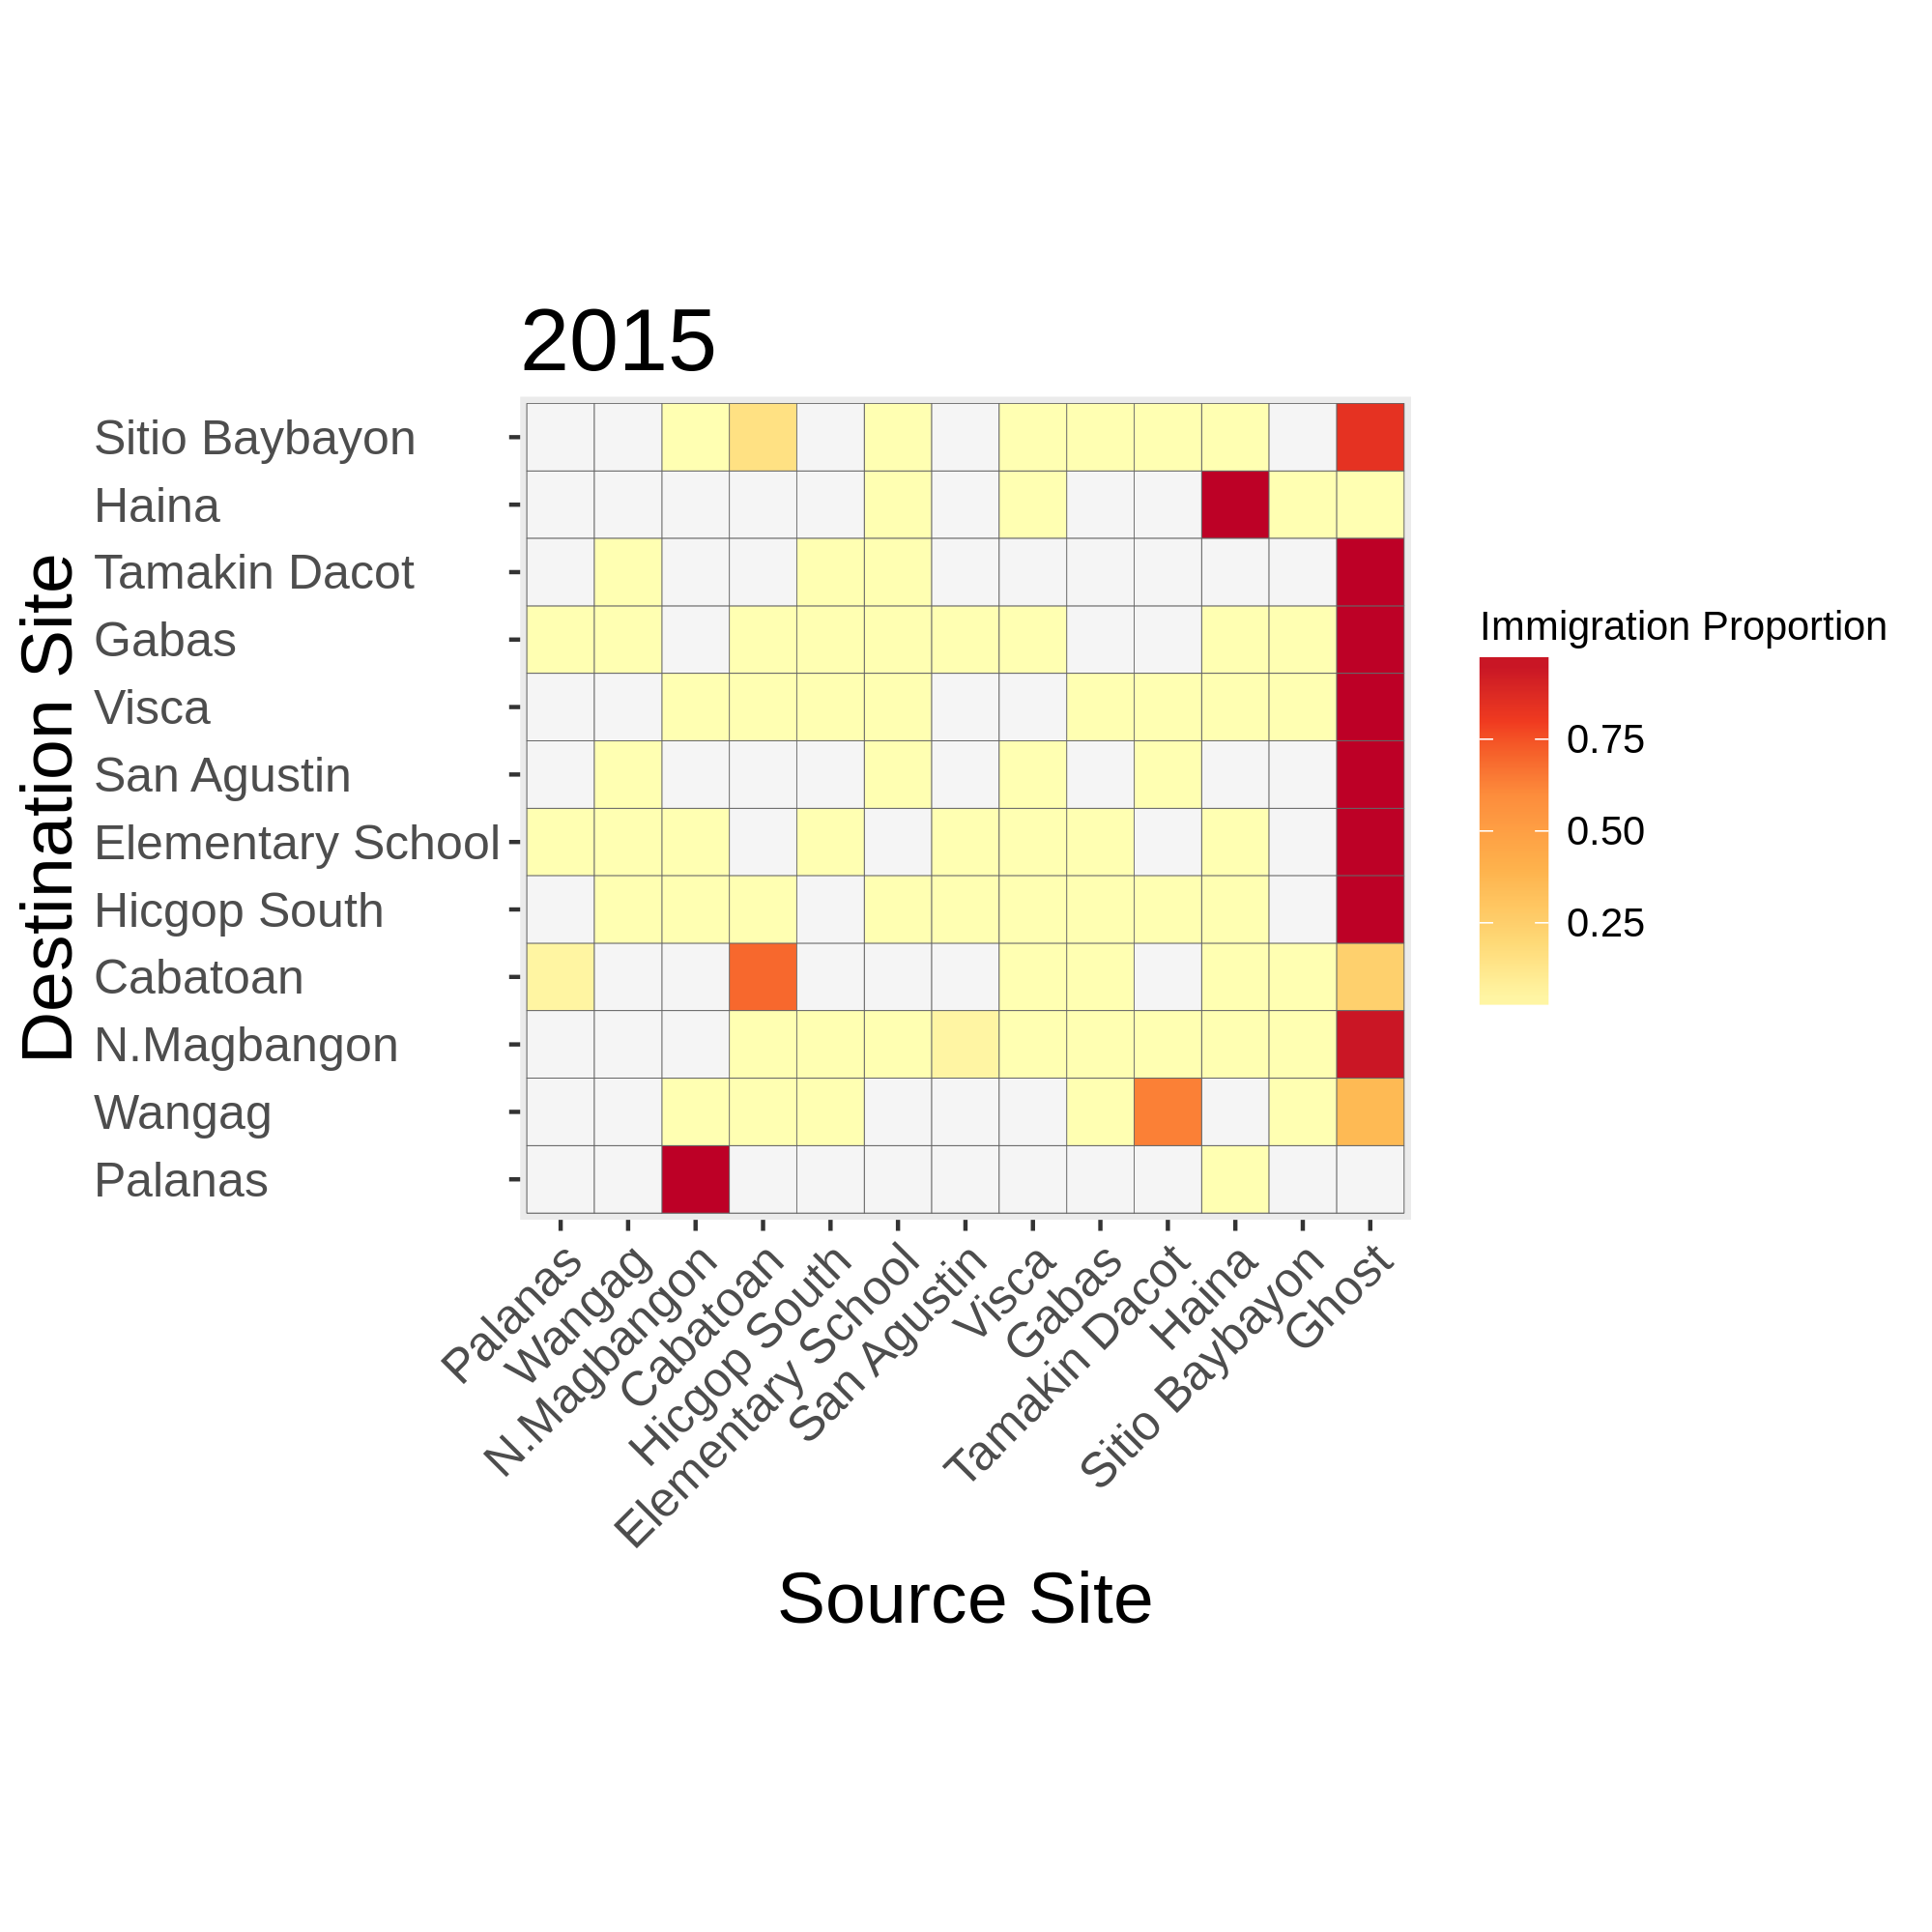 2015
Destination Site
Sitio Baybayon
Haina
Tamakin Dacot
Gabas
Visca
San Agustin
Elementary School
Hicgop South
Cabatoan
N.Magbangon
Wangag
Palanas
Immigration Proportion
0.75
0.50
0.25
Palanas
Wangag
N.Magbangon
Cabatoan
Hicgop South
Elementary School
San Agustin
Visca
Gabas
Tamakin Dacot
Haina
Sitio Baybayon
Ghost
Source Site